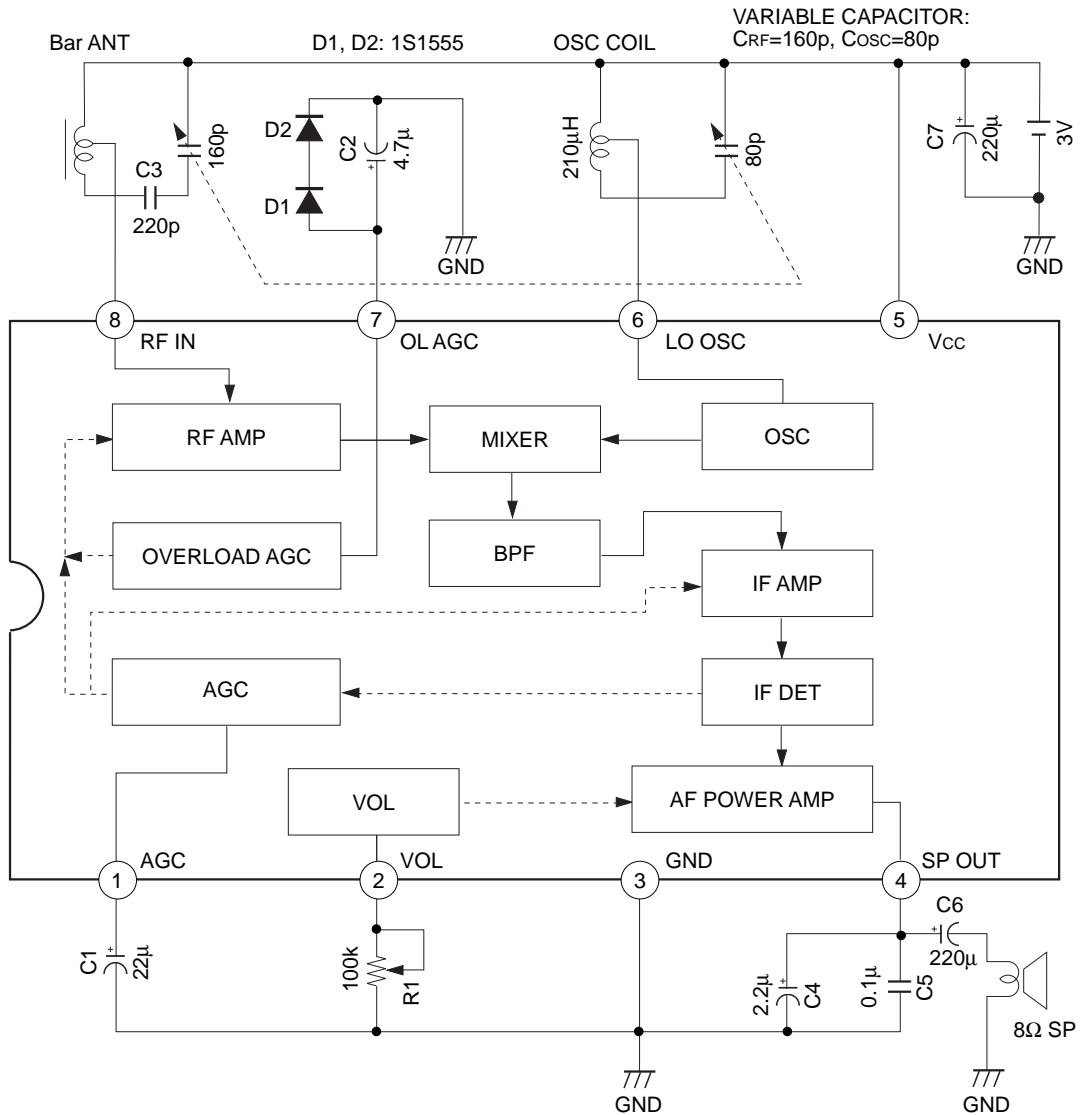 VARIABLE CAPACITOR:
CRF=160p, COSC=80p
Bar ANT
D1, D2: 1S1555
OSC COIL
C3
220p
160p
D2
D1
C2
+
4.7µ
GND
210µH
80p
C7
+
220µ
3V
GND
8
RF IN
7
OL AGC
6
LO OSC
5
VCC
RF AMP
MIXER
OSC
OVERLOAD AGC
BPF
IF AMP
AGC
IF DET
VOL
AF POWER AMP
1
AGC
2
VOL
3
GND
4
SP OUT
C1
+
22µ
100k
R1
2.2µ
+
C4
0.1µ
C5
C6
+
220µ
8Ω SP
GND
GND